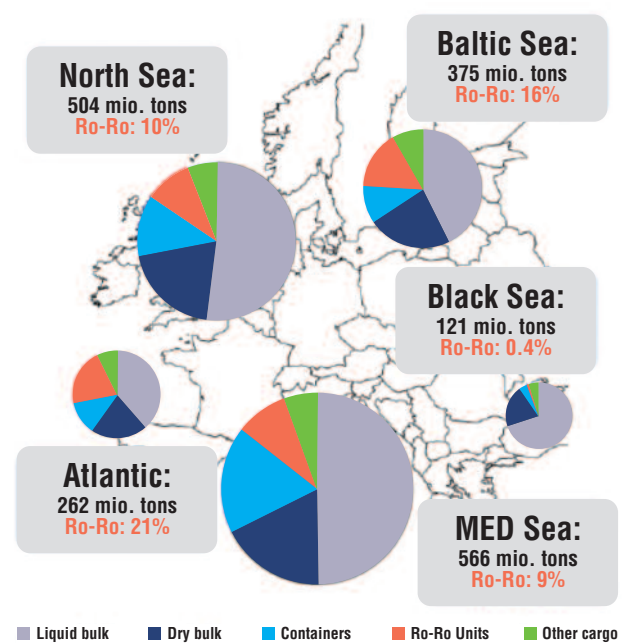 North Sea:
504 mio. tons
Ro-Ro: 10%
Baltic Sea:
375 mio. tons
Ro-Ro: 16%
Black Sea:
121 mio. tons
Ro-Ro: 0.4%
Atlantic:
262 mio. tons
Ro-Ro: 21%
MED Sea:
566 mio. tons
Ro-Ro: 9%
Liquid bulk
Dry bulk
Containers
Ro-Ro Units
Other cargo